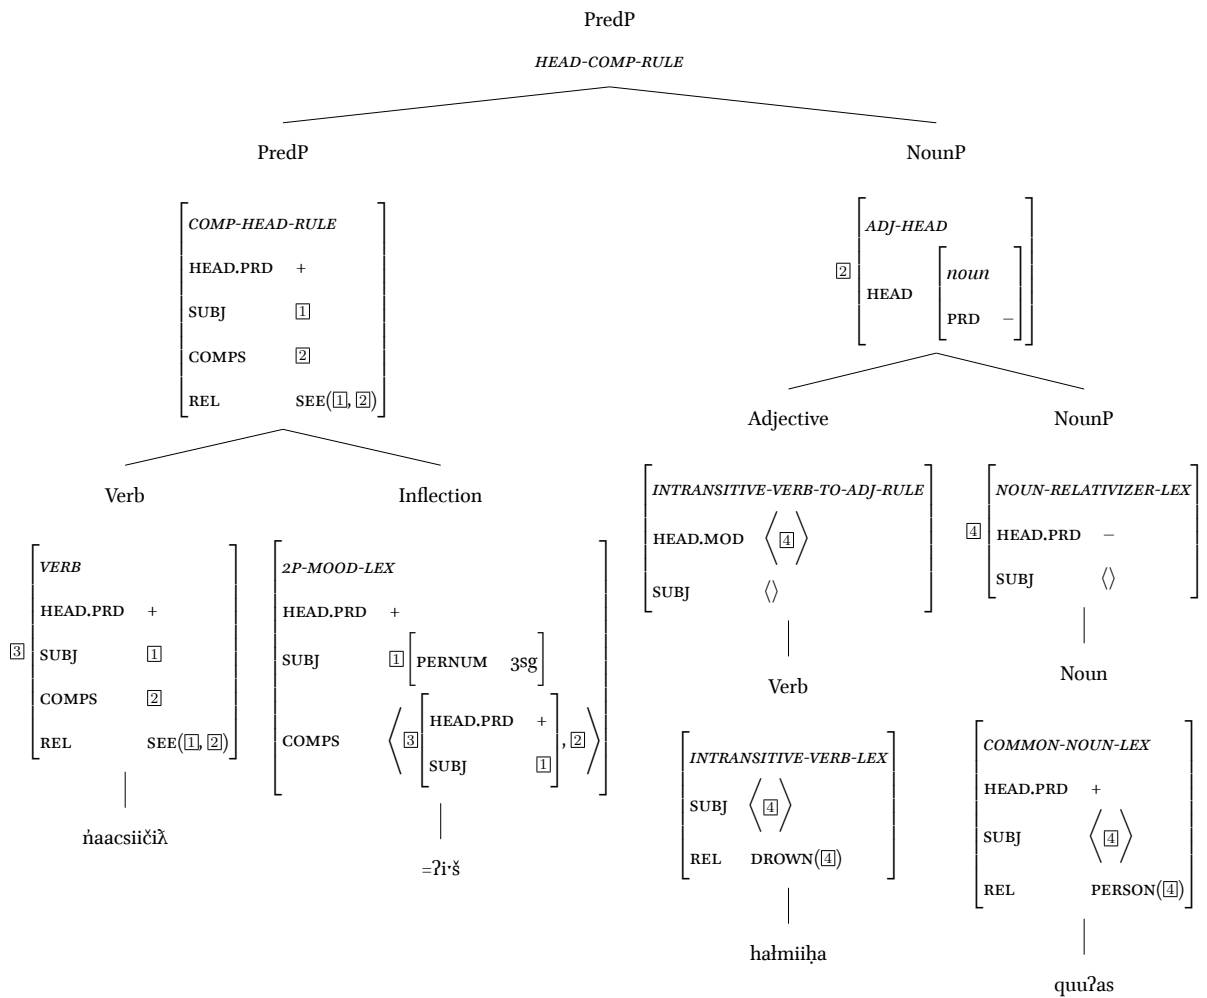 PredP
HEAD-COMP-RULE
PredP
NounP
COMP-HEAD-RULE
HEAD.PRD +
SUBJ 1
COMPS 2
REL SEE(1, 2)
2
ADJ-HEAD
HEAD
noun
PRD −
Adjective
NounP
Verb
Inflection
INTRANSITIVE-VERB-TO-ADJ-RULE
HEAD.MOD ⟨4⟩
SUBJ ⟨⟩
4
NOUN-RELATIVIZER-LEX
HEAD.PRD −
SUBJ ⟨⟩
3
VERB
HEAD.PRD +
SUBJ 1
COMPS 2
REL SEE(1, 2)
2P-MOOD-LEX
HEAD.PRD +
SUBJ 1[PERNUM 3sg]
COMPS ⟨3[HEAD.PRD +
SUBJ 1], 2⟩
Verb
Noun
INTRANSITIVE-VERB-LEX
SUBJ ⟨4⟩
REL DROWN(4)
COMMON-NOUN-LEX
HEAD.PRD +
SUBJ ⟨4⟩
REL PERSON(4)
n̓aacsiičiƛ
=ʔi·š
hałmiiḥa
quuʔas